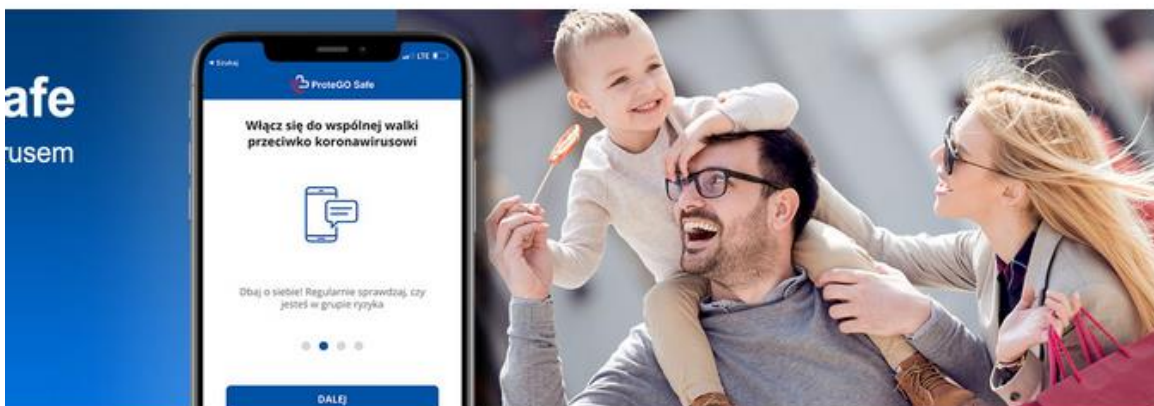 afe
rusem
Szukaj
LTE
ProteGO Safe
Włącz się do wspólnej walki
przeciwko koronawirusowi
Dbaj o siebie! Regularnie sprawdzaj, czy
jesteś w grupie ryzyka
DALEJ